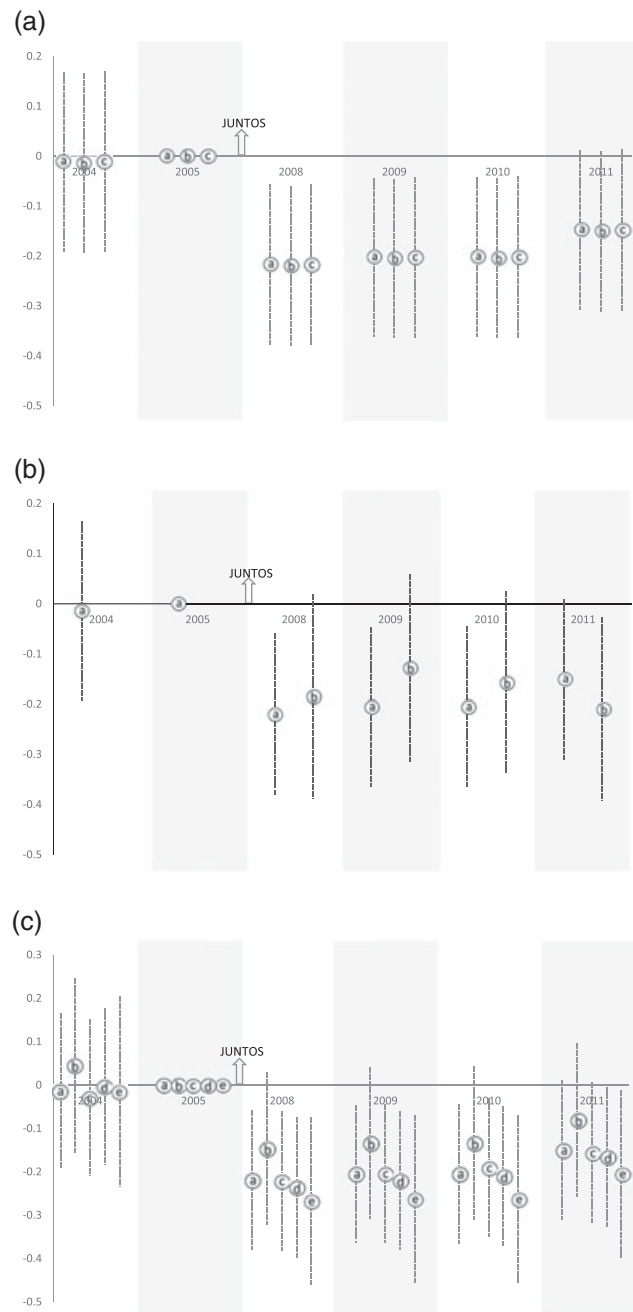 (a)
0.2
0.1
JUNTOS
0
a b c a b c
2004 2005 2008 2009 2010 2011
-0.1
a b c
-0.2
a b c a b c a b c
-0.3
-0.4
-0.5
(b)
0.2
0.1
JUNTOS
0
a a
2004 2005 2008 2009 2010 2011
-0.1
b
b a
-0.2
a b a a b
-0.3
-0.4
-0.5
(c)
0.3
0.2
0.1
JUNTOS
0
a b c d e a b c d e
2004 2005 2008 2009 2010 2011
-0.1
a b c d e a b c d e a b c d e a b c d e
-0.2
-0.3
-0.4
-0.5